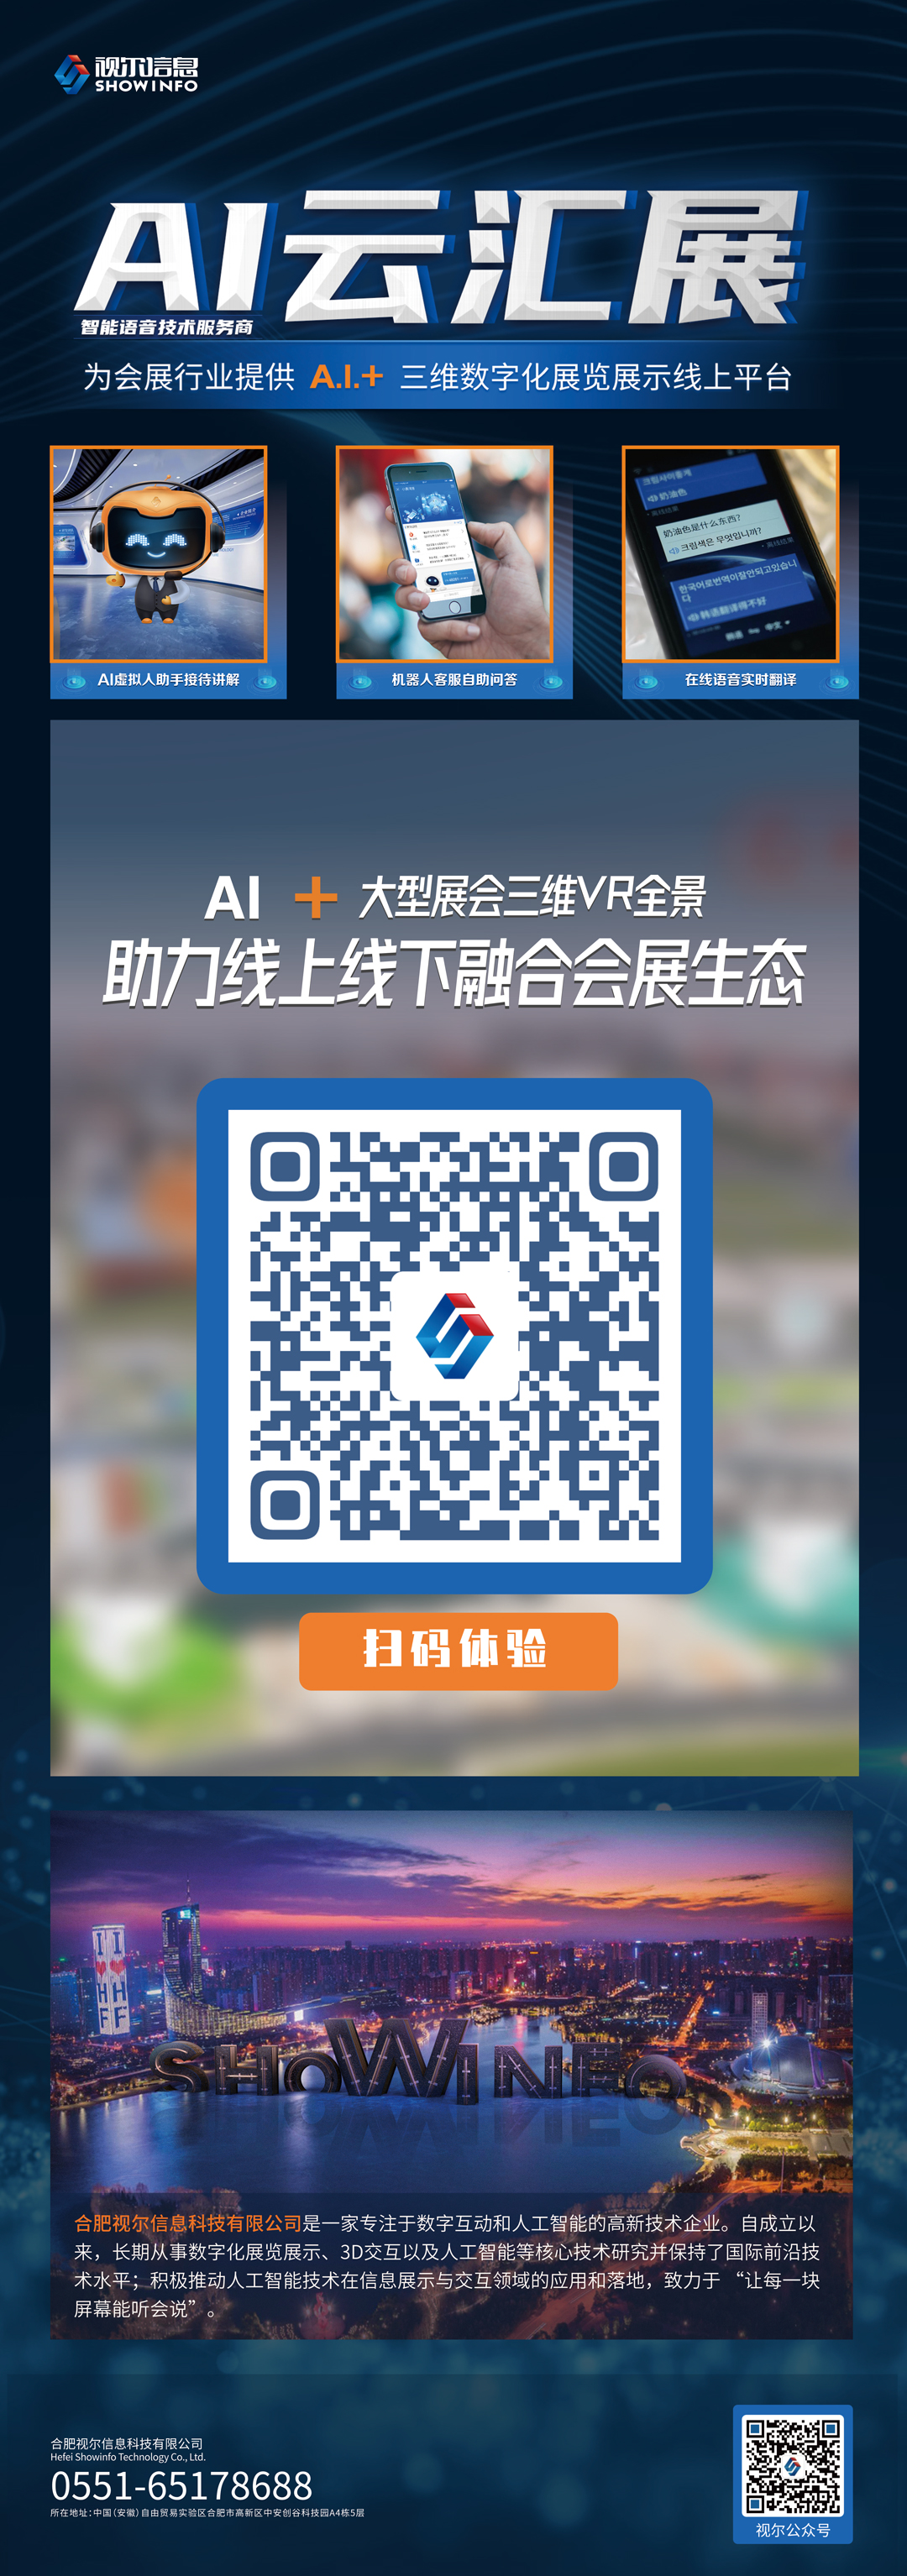 视尔信息
SHOWINFO
AI云汇展
智能语音技术服务商
为会展行业提供 A.I.+ 三维数字化展览展示线上平台
奶油色
奶油色是什么东西?
크림색은 무엇입니까?
한국어로번역이잘안되고있습니
다
韩语翻译得不好
AI虚拟人助手接待讲解
机器人客服自助问答
在线语音实时翻译
AI + 大型展会三维VR全景
助力线上线下融合会展生态
扫码体验
I I
H H
F F
SHOWINFO
合肥视尔信息科技有限公司是一家专注于数字互动和人工智能的高新技术企业。自成立以
来，长期从事数字化展览展示、3D交互以及人工智能等核心技术研究并保持了国际前沿技
术水平；积极推动人工智能技术在信息展示与交互领域的应用和落地，致力于 “让每一块
屏幕能听会说” 。
合肥视尔信息科技有限公司
Hefei Showinfo Technology Co., Ltd.
0551-65178688
所在地址:中国(安徽)自由贸易实验区合肥市高新区中安创谷科技园A4栋5层
视尔公众号